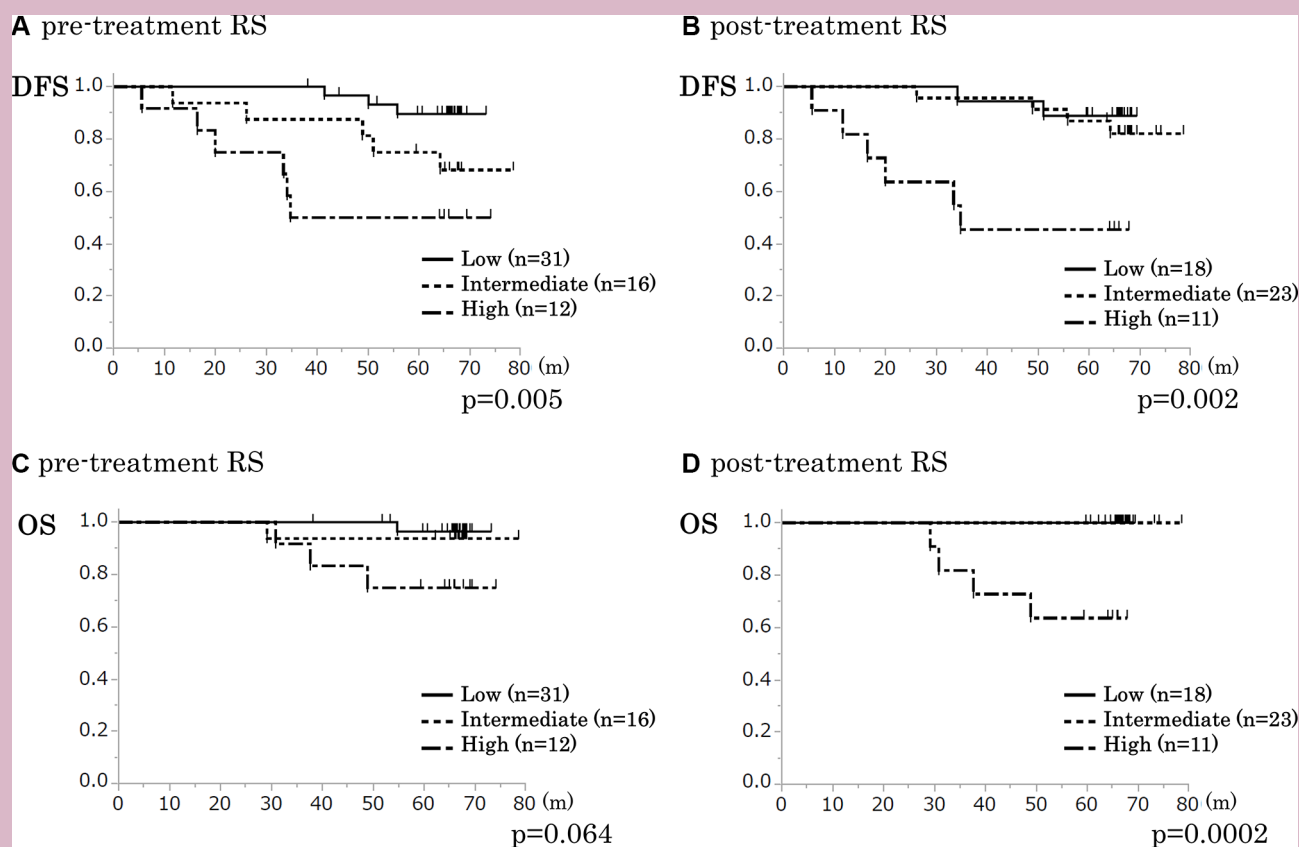 A pre-treatment RS
DFS
1.0
0.8
0.6
0.4
0.2
0.0
Low (n=31)
Intermediate (n=16)
High (n=12)
0 10 20 30 40 50 60 70 80 (m)
p=0.005
B post-treatment RS
DFS
1.0
0.8
0.6
0.4
0.2
0.0
Low (n=18)
Intermediate (n=23)
High (n=11)
0 10 20 30 40 50 60 70 80 (m)
p=0.002
C pre-treatment RS
OS
1.0
0.8
0.6
0.4
0.2
0.0
Low (n=31)
Intermediate (n=16)
High (n=12)
0 10 20 30 40 50 60 70 80 (m)
p=0.064
D post-treatment RS
OS
1.0
0.8
0.6
0.4
0.2
0.0
Low (n=18)
Intermediate (n=23)
High (n=11)
0 10 20 30 40 50 60 70 80 (m)
p=0.0002